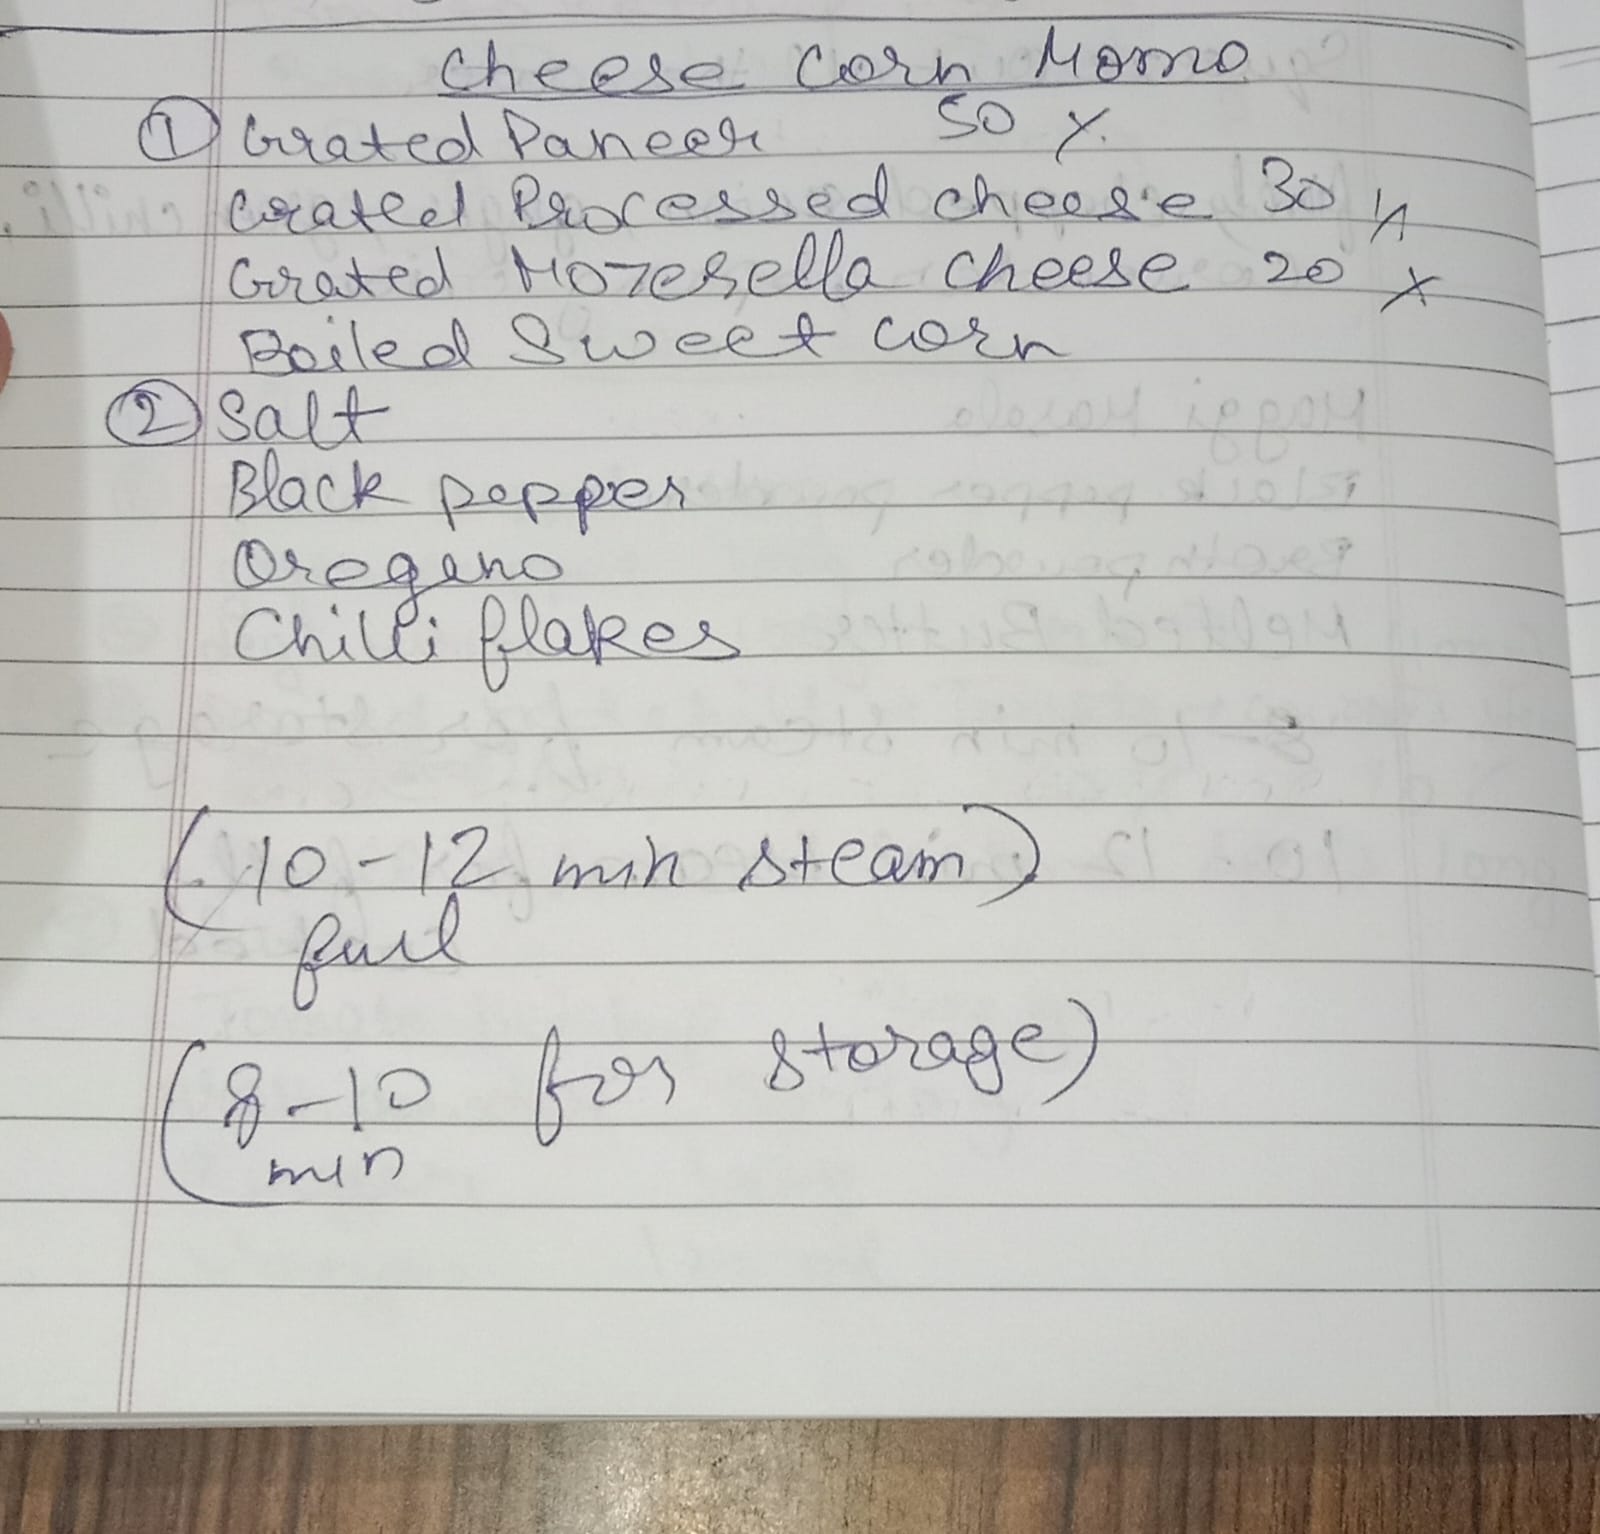 Cheese Corn Momo
① Grated Paneer 50 %
Grated Processed cheese 30 %
Grated Mozerella cheese 20 %
Boiled Sweet corn
② Salt
Black pepper
Oregeno
Chilli flakes
(10-12 min steam)
full
(8-10 for storage)
min